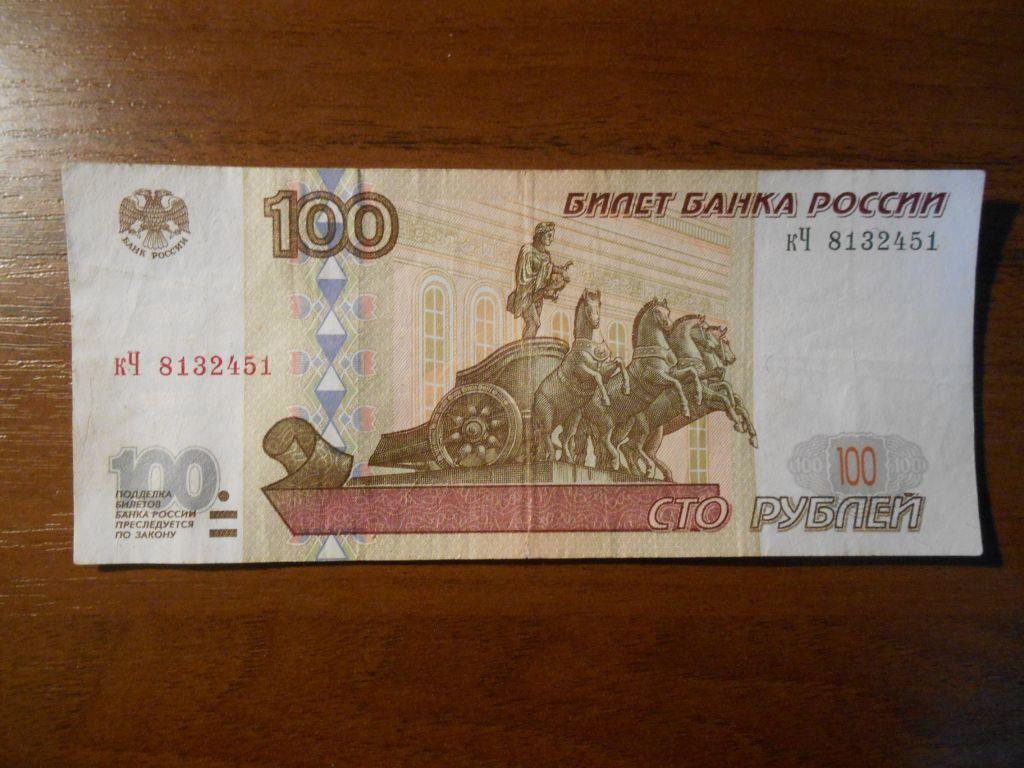 БАНК РОССИИ
100
БИЛЕТ БАНКА РОССИИ
кЧ 8132451
кЧ 8132451
100
ПОДДЕЛКА
БИЛЕТОВ
БАНКА РОССИИ
ПРЕСЛЕДУЕТСЯ
ПО ЗАКОНУ
100 100 100
СТО РУБЛЕЙ